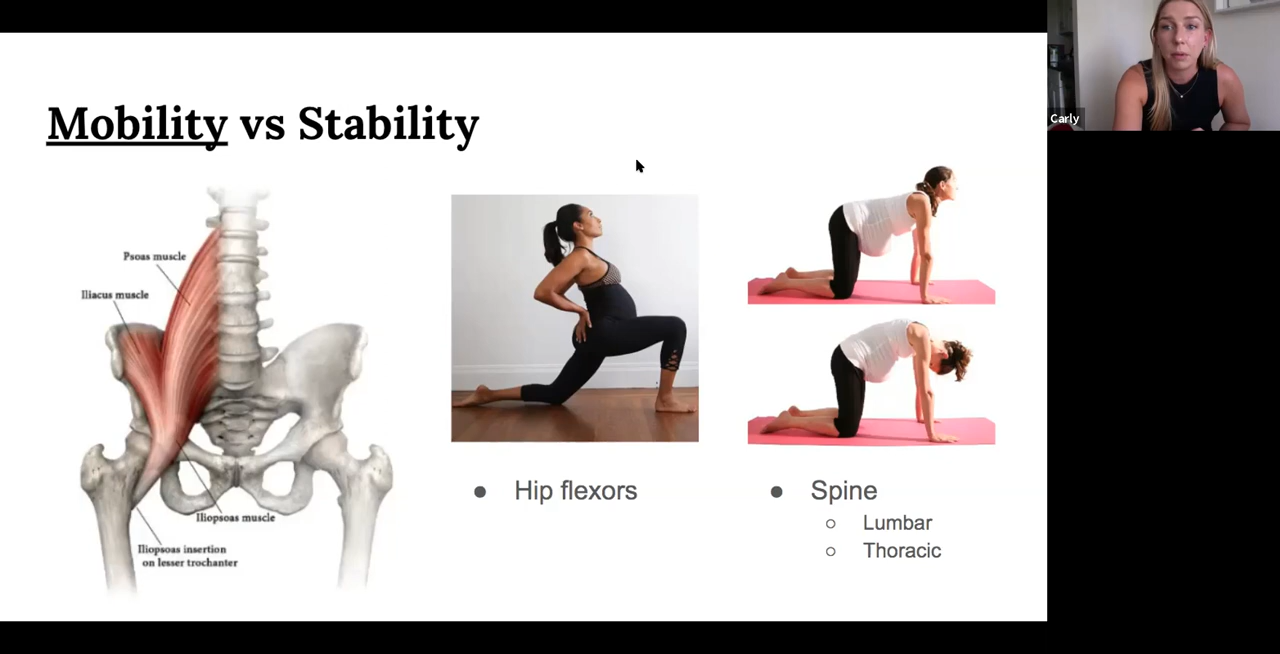 Mobility vs Stability
Carly
Psoas muscle
Iliacus muscle
Iliopsoas muscle
Iliopsoas insertion
on lesser trochanter
● Hip flexors
● Spine
○ Lumbar
○ Thoracic